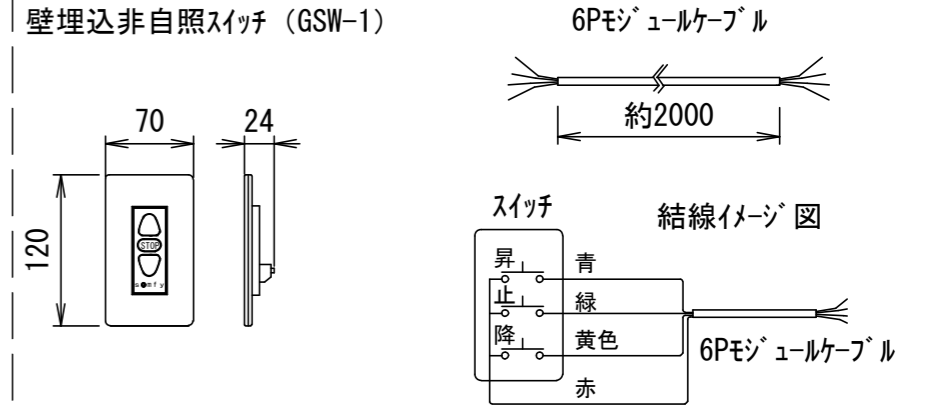 壁埋込非自照ｽｲｯﾁ（GSW-1）
70
24
120
STOP
somfy
6Pﾓｼﾞｭｰﾙｹｰﾌﾞﾙ
約2000
ｽｲｯﾁ
結線ｲﾒｰｼﾞ図
昇
青
止
緑
降
黄色
赤
6Pﾓｼﾞｭｰﾙｹｰﾌﾞﾙ